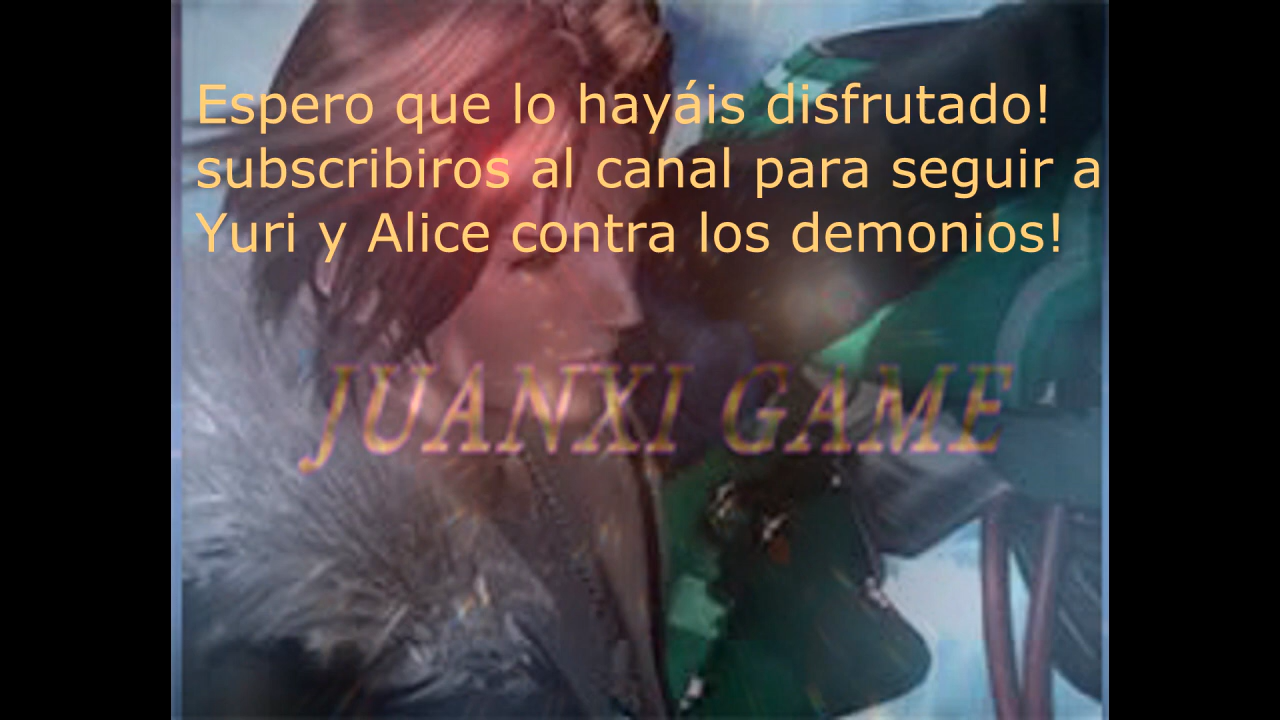 Espero que lo hayáis disfrutado!
subscribiros al canal para seguir a
Yuri y Alice contra los demonios!
JUANXI GAME